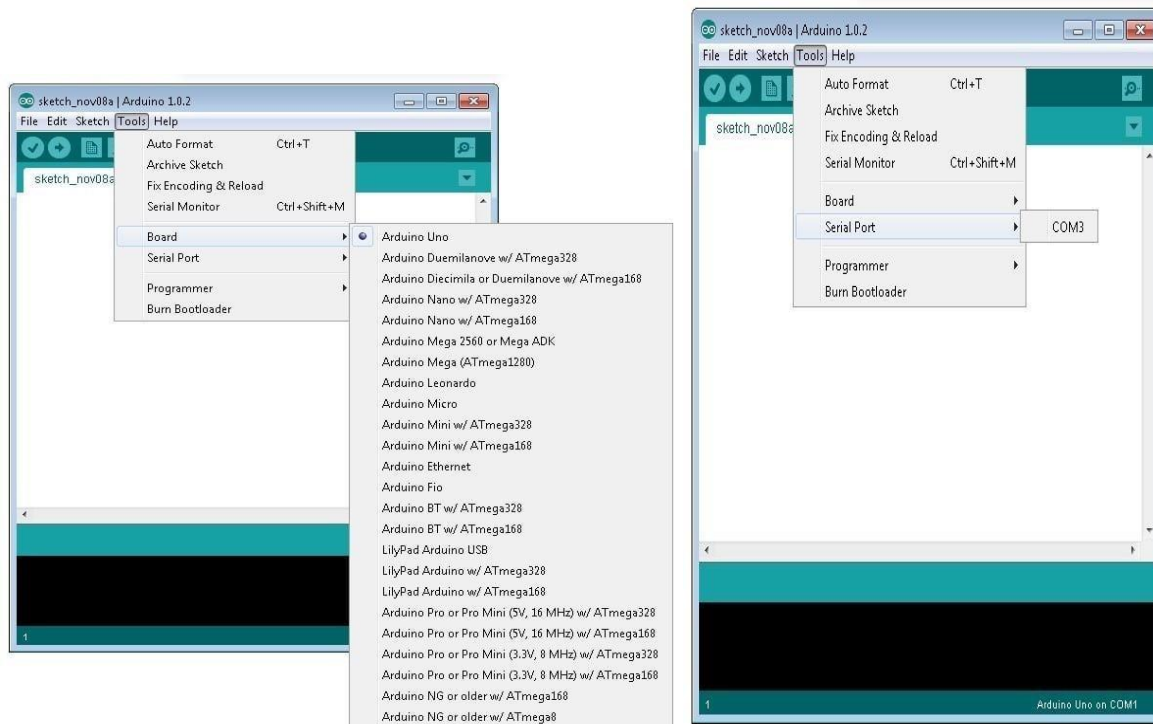 sketch_nov08a | Arduino 1.0.2
File Edit Sketch Tools Help
sketch_nov08a
Auto Format Ctrl+T
Archive Sketch
Fix Encoding & Reload
Serial Monitor Ctrl+Shift+M
Board
Serial Port
Programmer
Burn Bootloader
Arduino Uno
Arduino Duemilanove w/ ATmega328
Arduino Diecimila or Duemilanove w/ ATmega168
Arduino Nano w/ ATmega328
Arduino Nano w/ ATmega168
Arduino Mega 2560 or Mega ADK
Arduino Mega (ATmega1280)
Arduino Leonardo
Arduino Micro
Arduino Mini w/ ATmega328
Arduino Mini w/ ATmega168
Arduino Ethernet
Arduino Fio
Arduino BT w/ ATmega328
Arduino BT w/ ATmega168
LilyPad Arduino USB
LilyPad Arduino w/ ATmega328
LilyPad Arduino w/ ATmega168
Arduino Pro or Pro Mini (5V, 16 MHz) w/ ATmega328
Arduino Pro or Pro Mini (5V, 16 MHz) w/ ATmega168
Arduino Pro or Pro Mini (3.3V, 8 MHz) w/ ATmega328
Arduino Pro or Pro Mini (3.3V, 8 MHz) w/ ATmega168
Arduino NG or older w/ ATmega168
Arduino NG or older w/ ATmega8
1
sketch_nov08a | Arduino 1.0.2
File Edit Sketch Tools Help
sketch_nov08a
Auto Format Ctrl+T
Archive Sketch
Fix Encoding & Reload
Serial Monitor Ctrl+Shift+M
Board
Serial Port
COM3
Programmer
Burn Bootloader
1 Arduino Uno on COM1